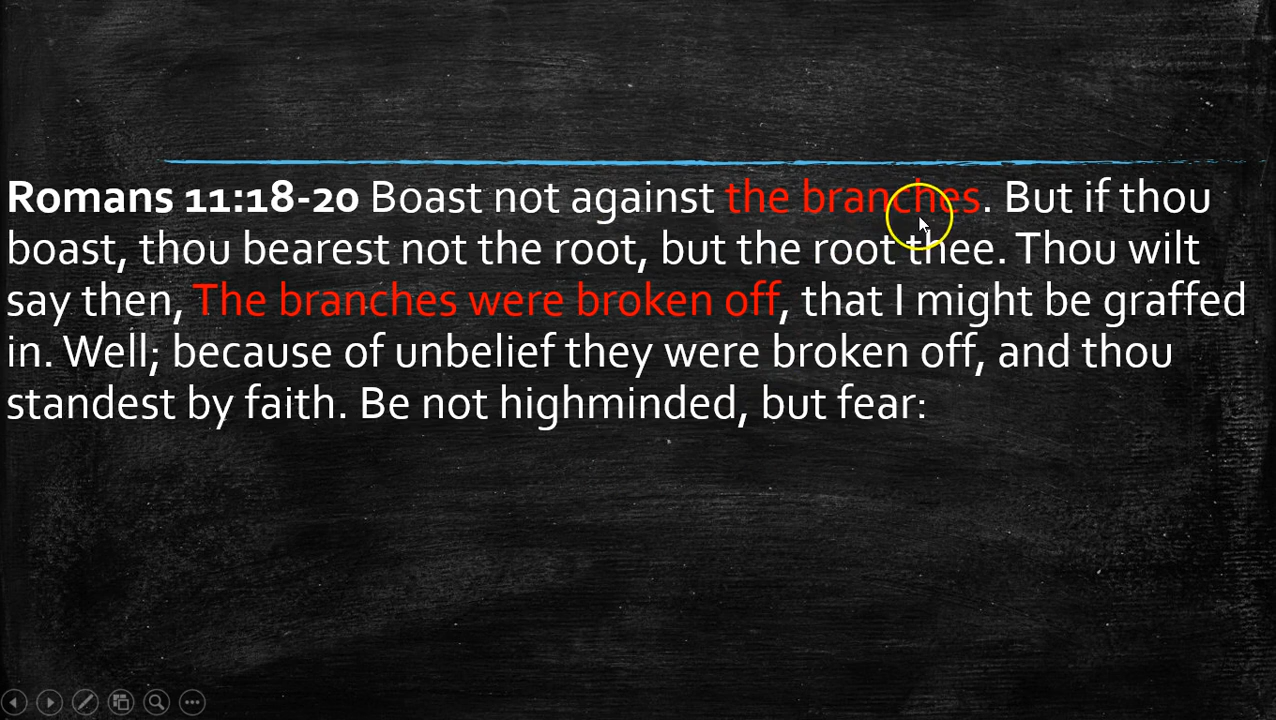 Romans 11:18-20 Boast not against the branches. But if thou
boast, thou bearest not the root, but the root thee. Thou wilt
say then, The branches were broken off, that I might be graffed
in. Well; because of unbelief they were broken off, and thou
standest by faith. Be not highminded, but fear: